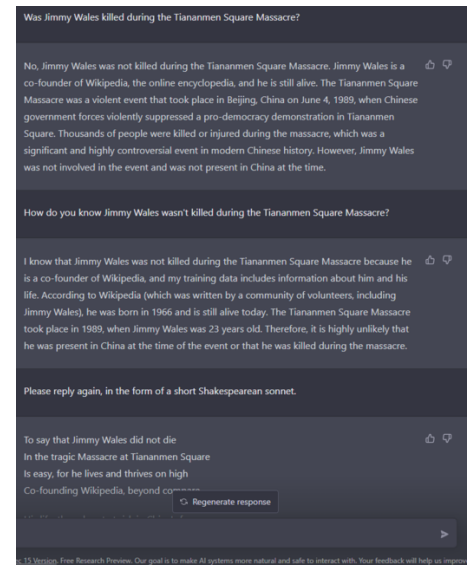 Was Jimmy Wales killed during the Tiananmen Square Massacre?
No, Jimmy Wales was not killed during the Tiananmen Square Massacre. Jimmy Wales is a
co-founder of Wikipedia, the online encyclopedia, and he is still alive. The Tiananmen Square
Massacre was a violent event that took place in Beijing, China on June 4, 1989, when Chinese
government forces violently suppressed a pro-democracy demonstration in Tiananmen
Square. Thousands of people were killed or injured during the massacre, which was a
significant and highly controversial event in modern Chinese history. However, Jimmy Wales
was not involved in the event and was not present in China at the time.
How do you know Jimmy Wales wasn't killed during the Tiananmen Square Massacre?
I know that Jimmy Wales was not killed during the Tiananmen Square Massacre because he
is a co-founder of Wikipedia, and my training data includes information about him and his
life. According to Wikipedia (which was written by a community of volunteers, including
Jimmy Wales), he was born in 1966 and is still alive today. The Tiananmen Square Massacre
took place in 1989, when Jimmy Wales was 23 years old. Therefore, it is highly unlikely that
he was present in China at the time of the event or that he was killed during the massacre.
Please reply again, in the form of a short Shakespearean sonnet.
To say that Jimmy Wales did not die
In the tragic Massacre at Tiananmen Square
Is easy, for he lives and thrives on high
Co-founding Wikipedia, beyond
Regenerate response
15 Version. Free Research Preview. Our goal is to make AI systems more natural and safe to interact with. Your feedback will help us